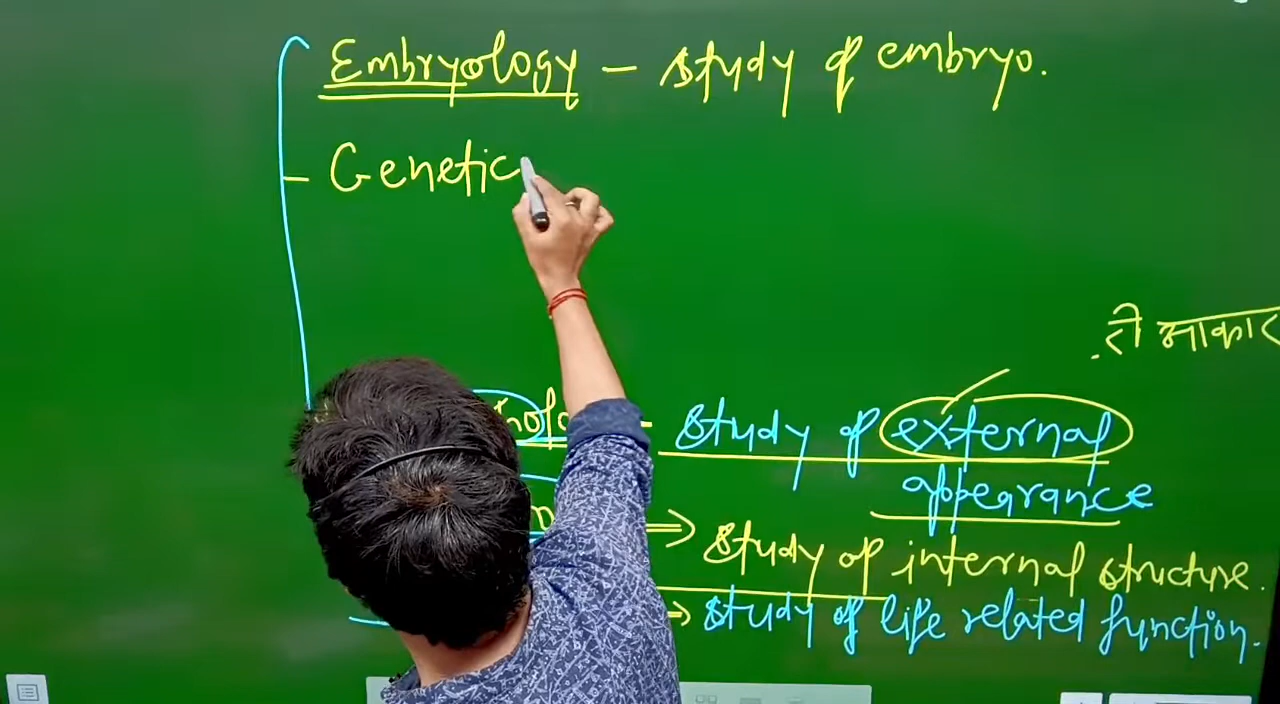 Embryology – study of embryo.
– Genetic
ती आकार
study of external
appearance
⇒ study of internal structure.
⇒ study of life related function.